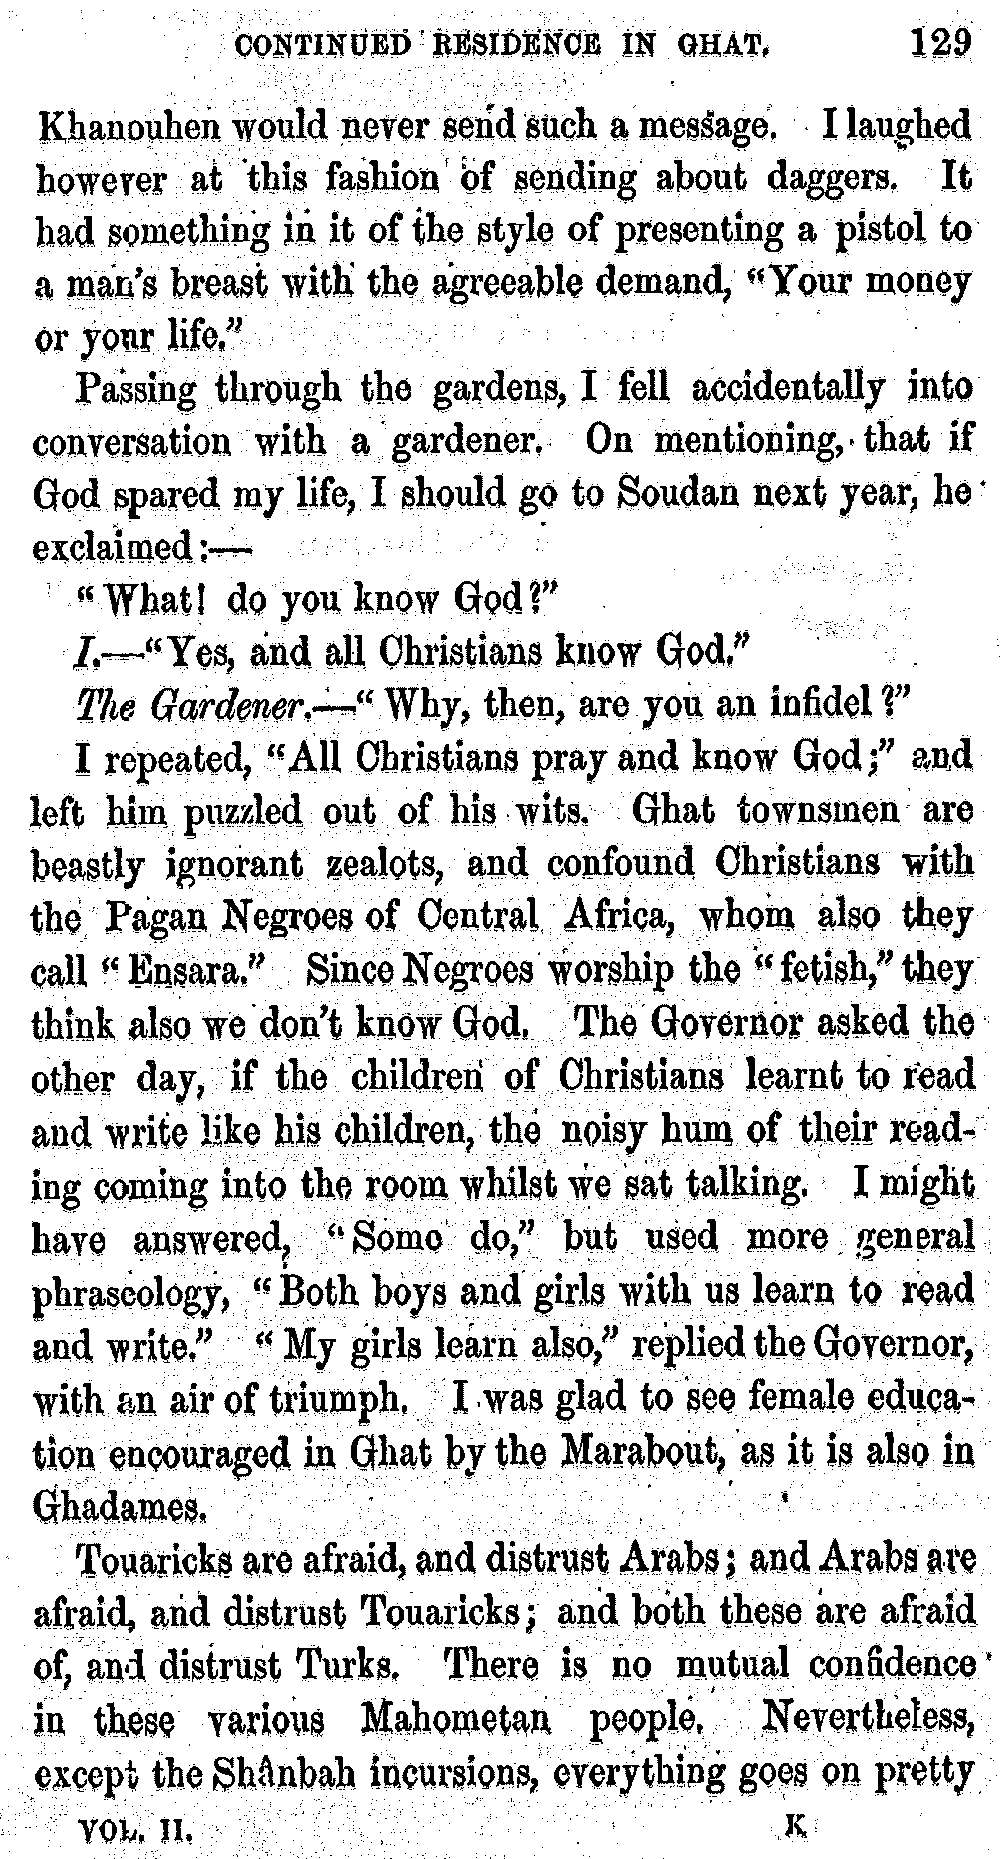 CONTINUED RESIDENCE IN GHAT. 129
Khanouhen would never send such a message. I laughed
however at this fashion of sending about daggers. It
had something in it of the style of presenting a pistol to
a man's breast with the agreeable demand, "Your money
or your life."
Passing through the gardens, I fell accidentally into
conversation with a gardener. On mentioning, that if
God spared my life, I should go to Soudan next year, he
exclaimed:—
"What! do you know God?"
I.—"Yes, and all Christians know God."
The Gardener.—"Why, then, are you an infidel?"
I repeated, "All Christians pray and know God;" and
left him puzzled out of his wits. Ghat townsmen are
beastly ignorant zealots, and confound Christians with
the Pagan Negroes of Central Africa, whom also they
call "Ensara." Since Negroes worship the "fetish," they
think also we don't know God. The Governor asked the
other day, if the children of Christians learnt to read
and write like his children, the noisy hum of their read-
ing coming into the room whilst we sat talking. I might
have answered, "Some do," but used more general
phraseology, "Both boys and girls with us learn to read
and write." "My girls learn also," replied the Governor,
with an air of triumph. I was glad to see female educa-
tion encouraged in Ghat by the Marabout, as it is also in
Ghadames.
Touaricks are afraid, and distrust Arabs; and Arabs are
afraid, and distrust Touaricks; and both these are afraid
of, and distrust Turks. There is no mutual confidence
in these various Mahometan people. Nevertheless,
except the Shânbah incursions, everything goes on pretty
VOL. II. K